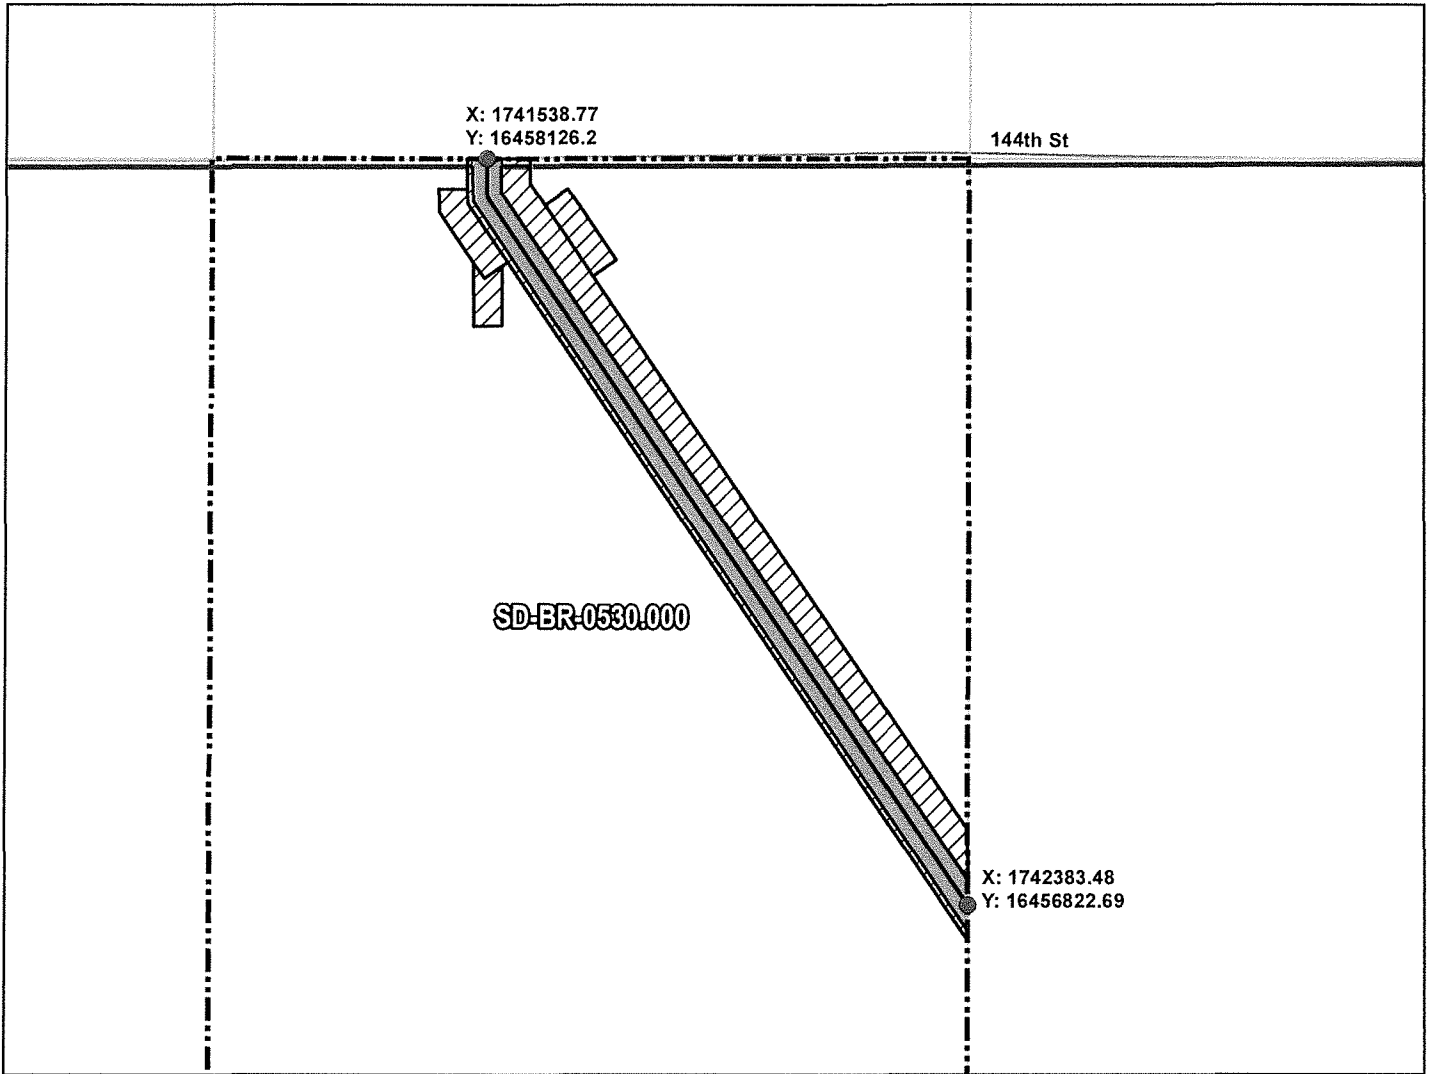 X: 1741538.77
Y: 16458126.2
144th St
SD-BR-0530.000
X: 1742383.48
Y: 16456822.69